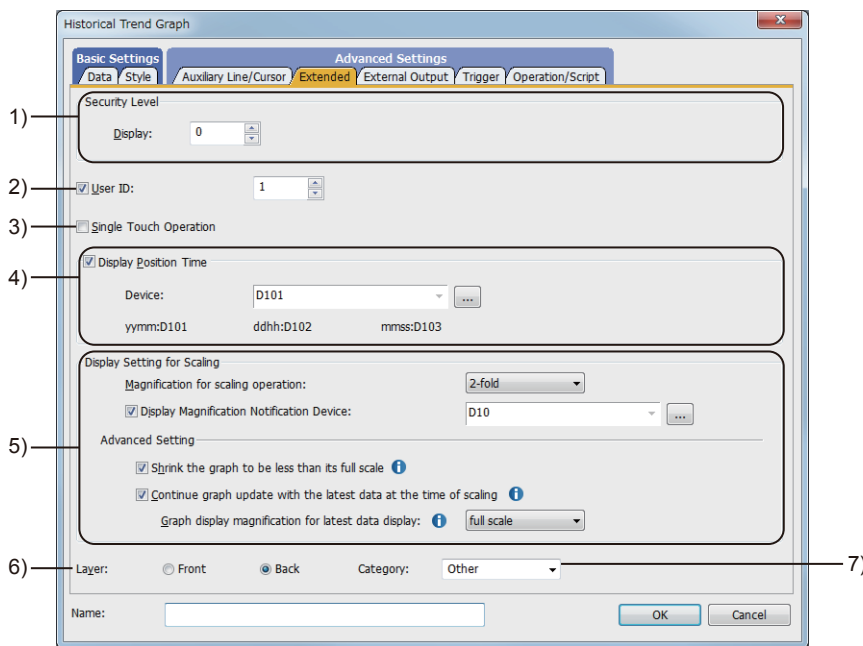 Historical Trend Graph
x
Basic Settings
Advanced Settings
Data Style Auxiliary Line/Cursor Extended External Output Trigger Operation/Script
1)
Security Level
Display: 0
2)
User ID: 1
3)
Single Touch Operation
4)
Display Position Time
Device: D101 ...
yymm:D101 ddhh:D102 mmss:D103
5)
Display Setting for Scaling
Magnification for scaling operation: 2-fold
Display Magnification Notification Device: D10 ...
Advanced Setting
Shrink the graph to be less than its full scale i
Continue graph update with the latest data at the time of scaling i
Graph display magnification for latest data display: i full scale
6)
Layer: Front Back Category: Other
7)
Name:
OK Cancel